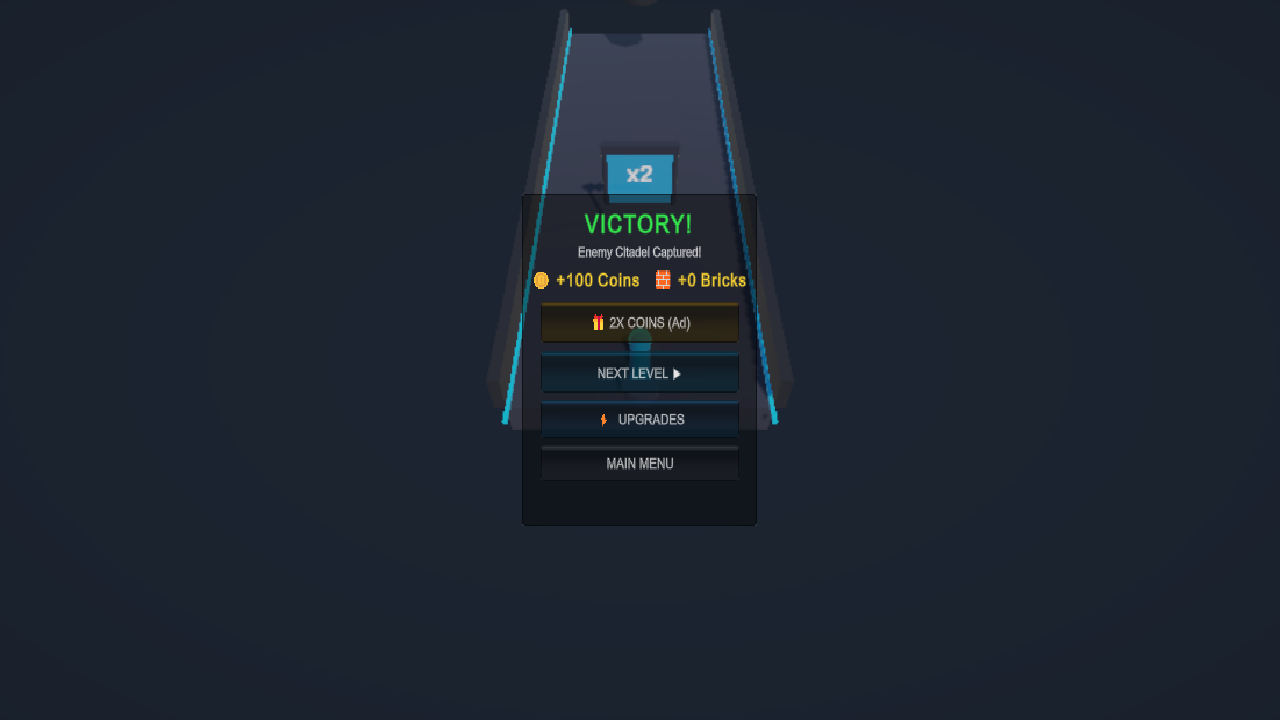 x2
VICTORY!
Enemy Citadel Captured!
+100 Coins +0 Bricks
2X COINS (Ad)
NEXT LEVEL ▶
UPGRADES
MAIN MENU